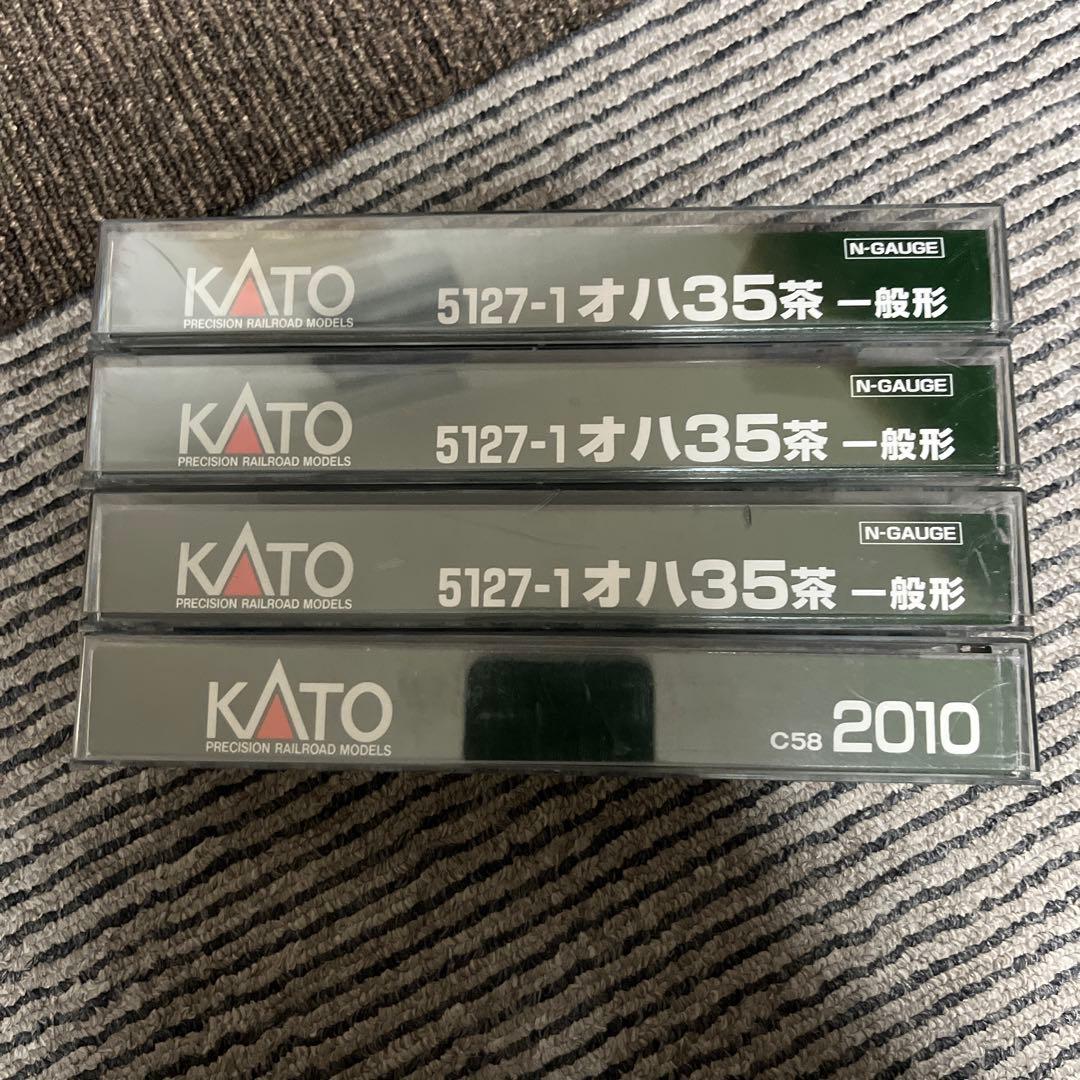 N-GAUGE
KATO 5127-1 オハ35茶 一般形
PRECISION RAILROAD MODELS
N-GAUGE
KATO 5127-1 オハ35茶 一般形
PRECISION RAILROAD MODELS
N-GAUGE
KATO 5127-1 オハ35茶 一般形
PRECISION RAILROAD MODELS
KATO C58 2010
PRECISION RAILROAD MODELS